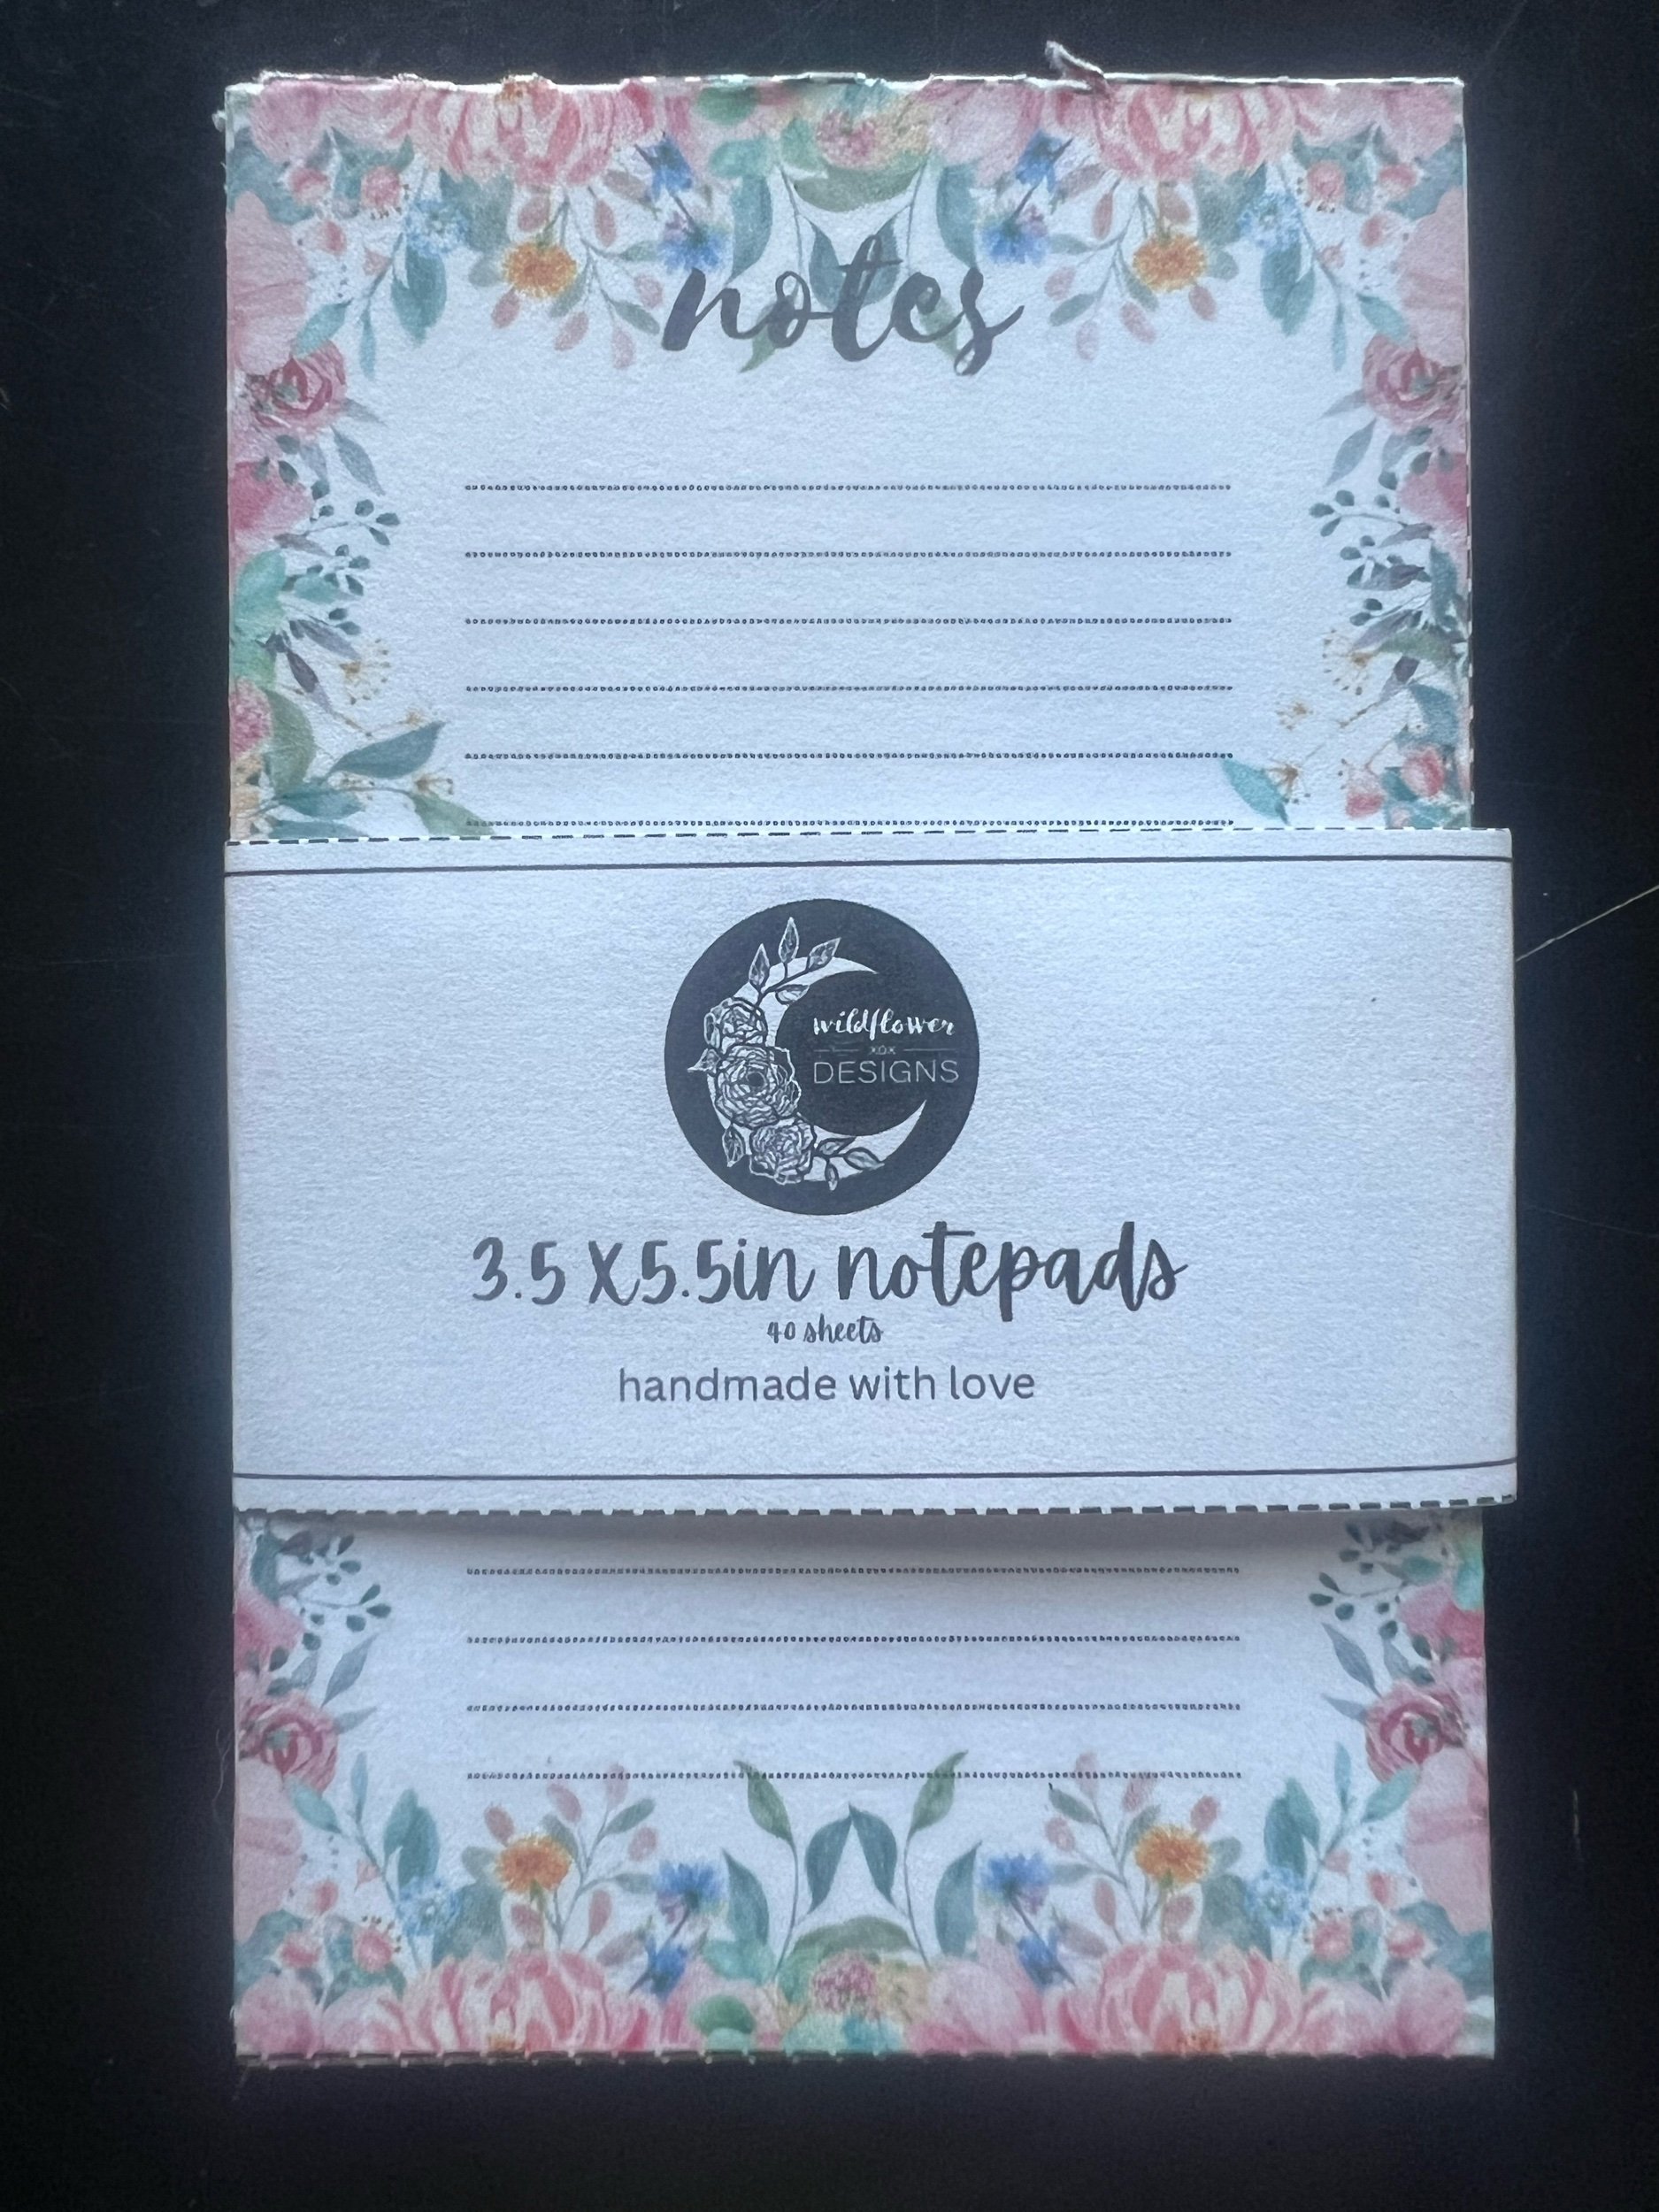 notes
wildflower
xox
DESIGNS
3.5 X 5.5in notepads
40 sheets
handmade with love